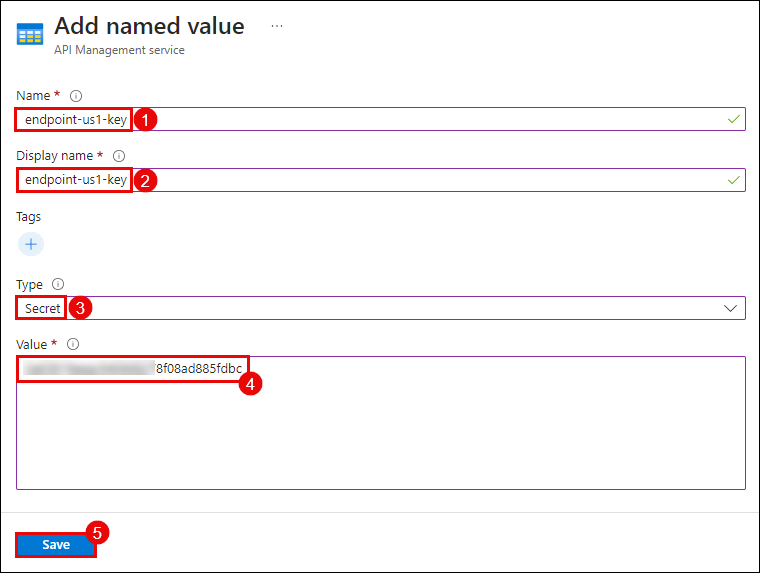 Add named value ...
API Management service
Name *
endpoint-us1-key 1
Display name *
endpoint-us1-key 2
Tags
Type
Secret 3
Value *
8f08ad885fdbc
4
5
Save